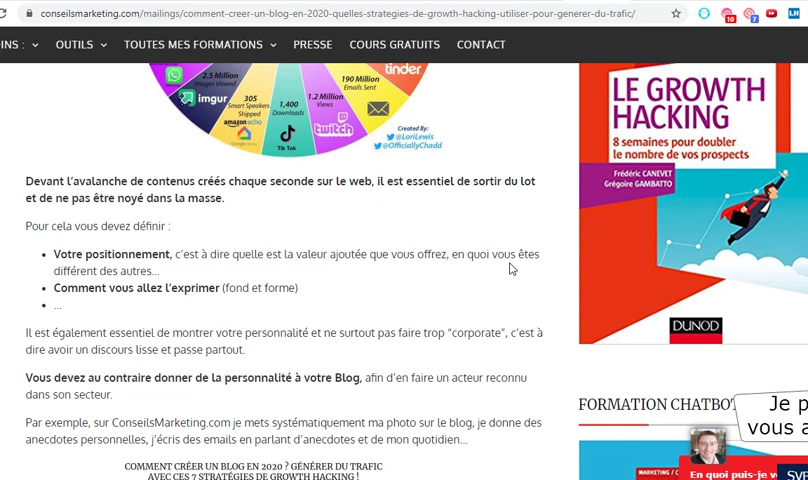 conseilsmarketing.com/mailings/comment-creer-un-blog-en-2020-quelles-strategies-de-growth-hacking-utiliser-pour-generer-du-trafic/
10 7 LH
OINS : OUTILS TOUTES MES FORMATIONS PRESSE COURS GRATUITS CONTACT
2.5 Million
Images Viewed
imgur
305
Smart Speakers
Shipped
amazon echo
Google Home
1,400
Downloads
Tik Tok
1.2 Million
Views
twitch
190 Million
Emails Sent
tinder
Created By:
@LoriLewis
@OfficiallyChadd
LE GROWTH
HACKING
8 semaines pour doubler
le nombre de vos prospects
Frédéric CANEVET
Grégoire GAMBATTO
DUNOD
Devant l’avalanche de contenus créés chaque seconde sur le web, il est essentiel de sortir du lot
et de ne pas être noyé dans la masse.
Pour cela vous devez définir :
• Votre positionnement, c’est à dire quelle est la valeur ajoutée que vous offrez, en quoi vous êtes
différent des autres…
• Comment vous allez l’exprimer (fond et forme)
• …
Il est également essentiel de montrer votre personnalité et ne surtout pas faire trop “corporate”, c’est à
dire avoir un discours lisse et passe partout.
Vous devez au contraire donner de la personnalité à votre Blog, afin d’en faire un acteur reconnu
dans son secteur.
Par exemple, sur ConseilsMarketing.com je mets systématiquement ma photo sur le blog, je donne des
anecdotes personnelles, j’écris des emails en parlant d’anecdotes et de mon quotidien…
COMMENT CRÉER UN BLOG EN 2020 ? GÉNÉRER DU TRAFIC
AVEC CES 7 STRATÉGIES DE GROWTH HACKING !
FORMATION CHATBOT
Je p
vous a
MARKETING / C
En quoi puis-je v
SVP